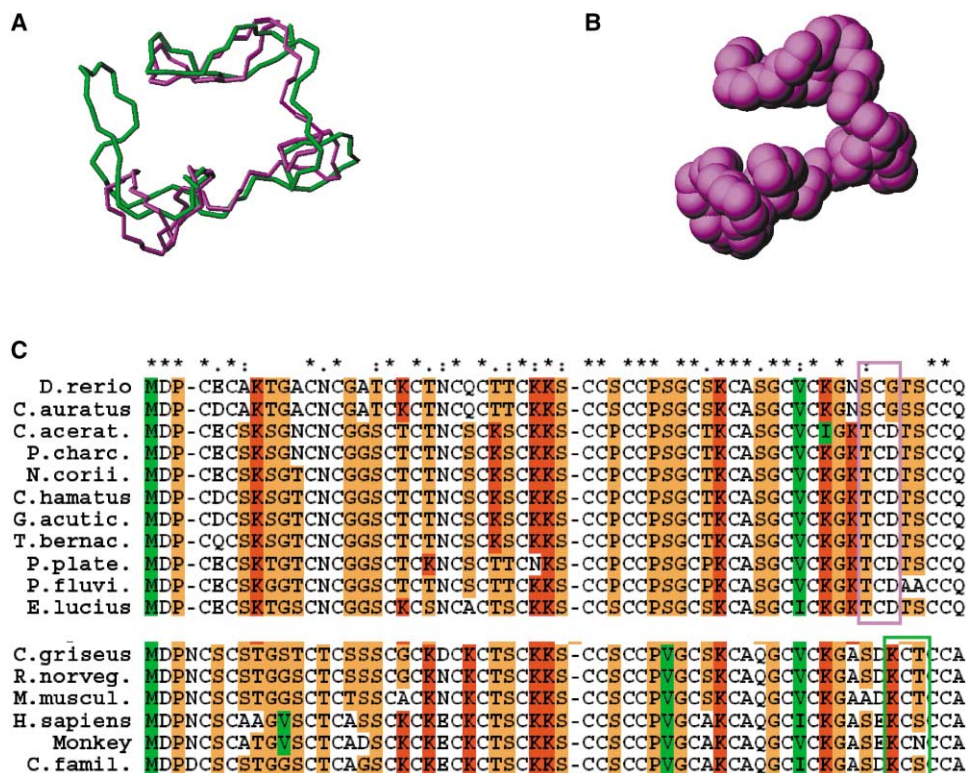 A
B
C
*** *.*: *.* :*.*.: **: ** ****.*** ****.**.* * : **
D.rerio MDP-CECAKTGACNCGATCKCTNCQCTTCKKS-CCSCCPSGCSKCASGCVCKGNSCGTSCCQ
C.auratus MDP-CDCAKTGACNCGATCKCTNCQCTTCKKS-CCSCCPSGCSKCASGCVCKGNSCGSSCCQ
C.acerat. MDP-CECSKSGNCNCGGSCTCTNCSCKSCKKS-CCPCCPSGCTKCASGCVCIGKTCDTSCCQ
P.charc. MDP-CECSKSGNCNCGGSCTCTNCSCKSCKKS-CCPCCPSGCTKCASGCVCKGKTCDTSCCQ
N.corii. MDP-CECSKSGTCNCGGSCTCTNCSCKSCKKS-CCPCCPSGCTKCASGCVCKGKTCDTSCCQ
C.hamatus MDP-CDCSKSGTCNCGGSCTCTNCSCKSCKKS-CCPCCPSGCTKCASGCVCKGKTCDTSCCQ
G.acutic. MDP-CDCSKSGTCNCGGSCTCTNCSCKSCKKS-CCPCCPSGCTKCASGCVCKGKTCDTSCCQ
T.bernac. MDP-CQCSKSGTCNCGGSCTCTNCSCKSCKKS-CCPCCPSGCTKCASGCVCKGKTCDTSCCQ
P.plate. MDP-CECSKTGTCNCGGSCTCKNCSCTTCNKS-CCPCCPSGCPKCASGCVCKGKTCDTSCCQ
P.fluvi. MDP-CECSKGGTCNCGGSCTCTNCSCTTCKKS-CCPCCPSGCPKCASGCVCKGKTCDAACCQ
E.lucius MDP-CECSKTGSCNCGGSCKCSNCACTSCKKS-CCSCCPSGCSKCASGCICKGKTCDTSCCQ
C.griseus MDPNCSCSTGSTCTCSSSCGCKDCKCTSCKKS-CCSCCPVGCSKCAQGCVCKGASDKCTCCA
R.norveg. MDPNCSCSTGGSCTCSSSCGCKNCKCTSCKKS-CCSCCPVGCSKCAQGCVCKGASDKCTCCA
M.muscul. MDPNCSCSTGGSCTCTSSCACKNCKCTSCKKS-CCSCCPVGCSKCAQGCVCKGAADKCTCCA
H.sapiens MDPNCSCAAGVSCTCASSCKCKECKCTSCKKS-CCSCCPVGCAKCAQGCICKGASEKCSCCA
Monkey MDPNCSCATGVSCTCADSCKCKECKCTSCKKS-CCSCCPVGCAKCAQGCVCKGASEKCNCCA
C.famil. MDPDCSCSTGGSCTCAGSCKCKECKCTSCKKS-CCSCCPVGCAKCAQGCICKGASDKCSCCA